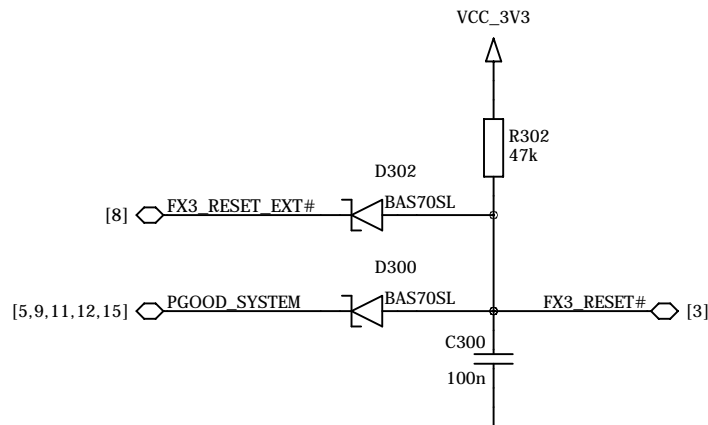 VCC_3V3
R302
47k
D302
[8] FX3_RESET_EXT# BAS70SL
D300
[5,9,11,12,15] PGOOD_SYSTEM BAS70SL FX3_RESET# [3]
C300
100n